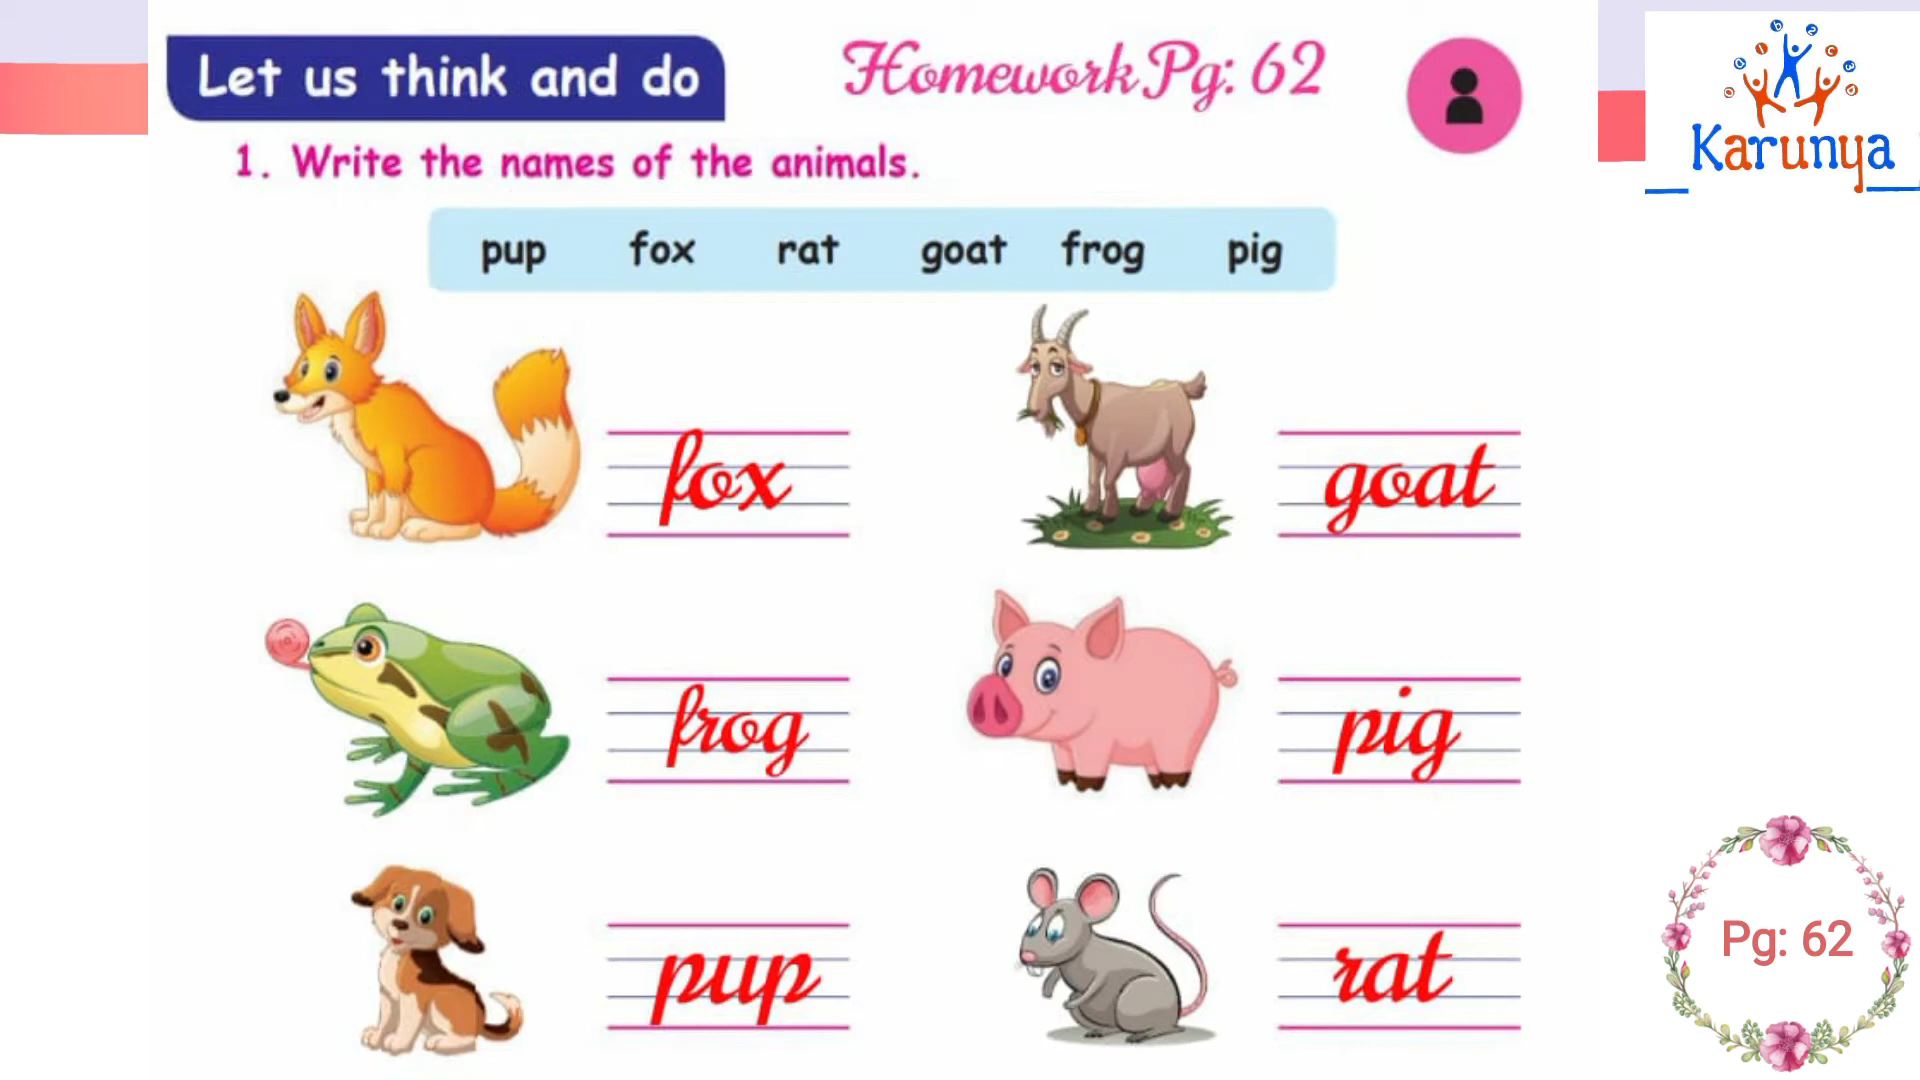 Let us think and do
Homework Pg: 62
Karunya
1. Write the names of the animals.
pup fox rat goat frog pig
fox
goat
frog
pig
pup
rat
Pg: 62